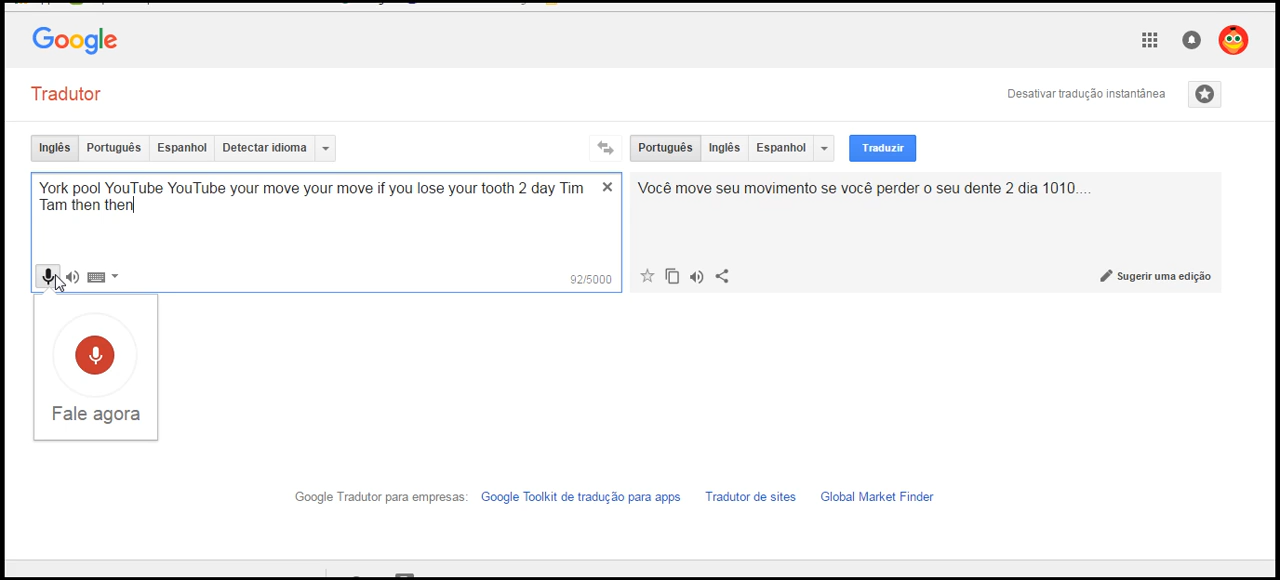 Google
Tradutor
Desativar tradução instantânea
Inglês Português Espanhol Detectar idioma
Português Inglês Espanhol
Traduzir
York pool YouTube YouTube your move your move if you lose your tooth 2 day Tim
Tam then then
92/5000
Você move seu movimento se você perder o seu dente 2 dia 1010....
Sugerir uma edição
Fale agora
Google Tradutor para empresas: Google Toolkit de tradução para apps Tradutor de sites Global Market Finder